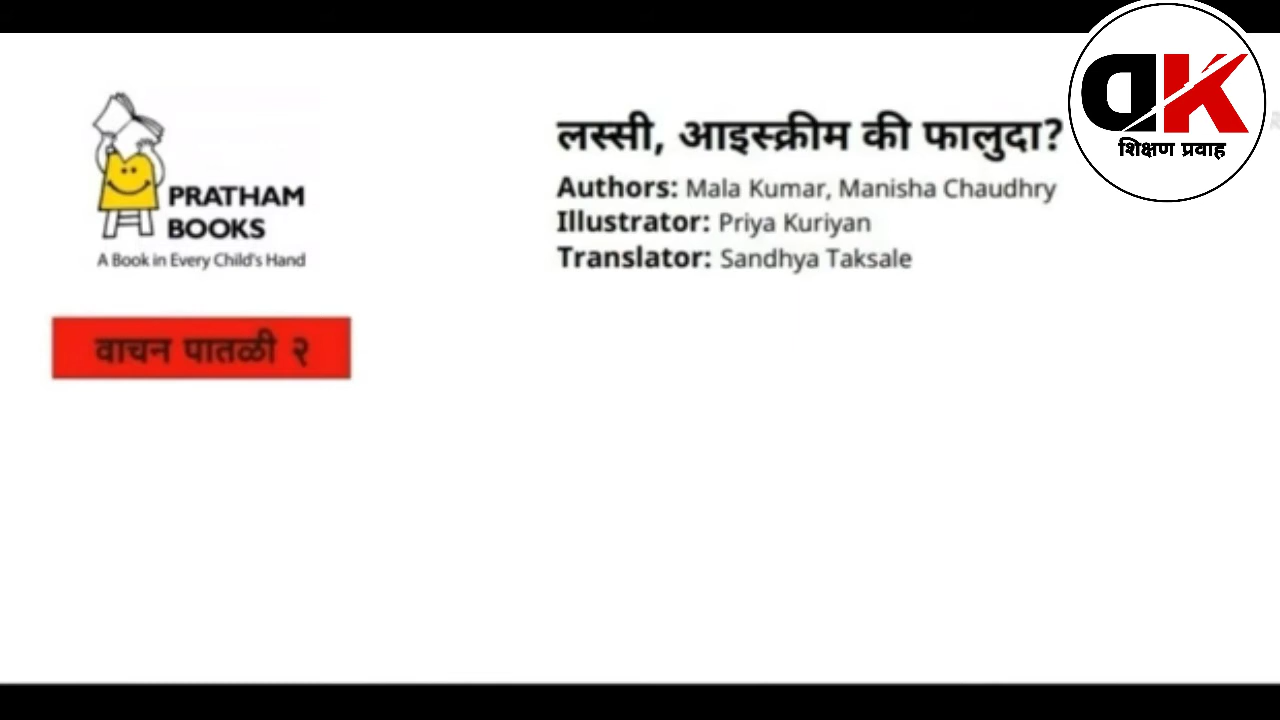 लस्सी, आइस्क्रीम की फालुदा?
Authors: Mala Kumar, Manisha Chaudhry
Illustrator: Priya Kuriyan
Translator: Sandhya Taksale
PRATHAM
BOOKS
A Book in Every Child's Hand
वाचन पातळी २
DK
शिक्षण प्रवाह